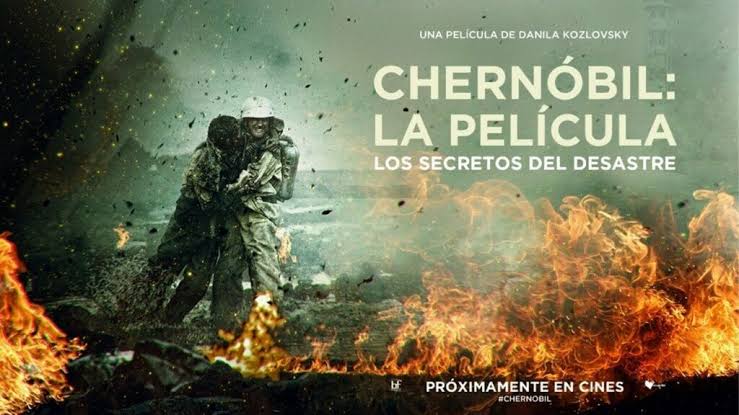 UNA PELÍCULA DE DANILA KOZLOVSKY
CHERNÓBIL:
LA PELÍCULA
LOS SECRETOS DEL DESASTRE
PRÓXIMAMENTE EN CINES
#CHERNOBIL